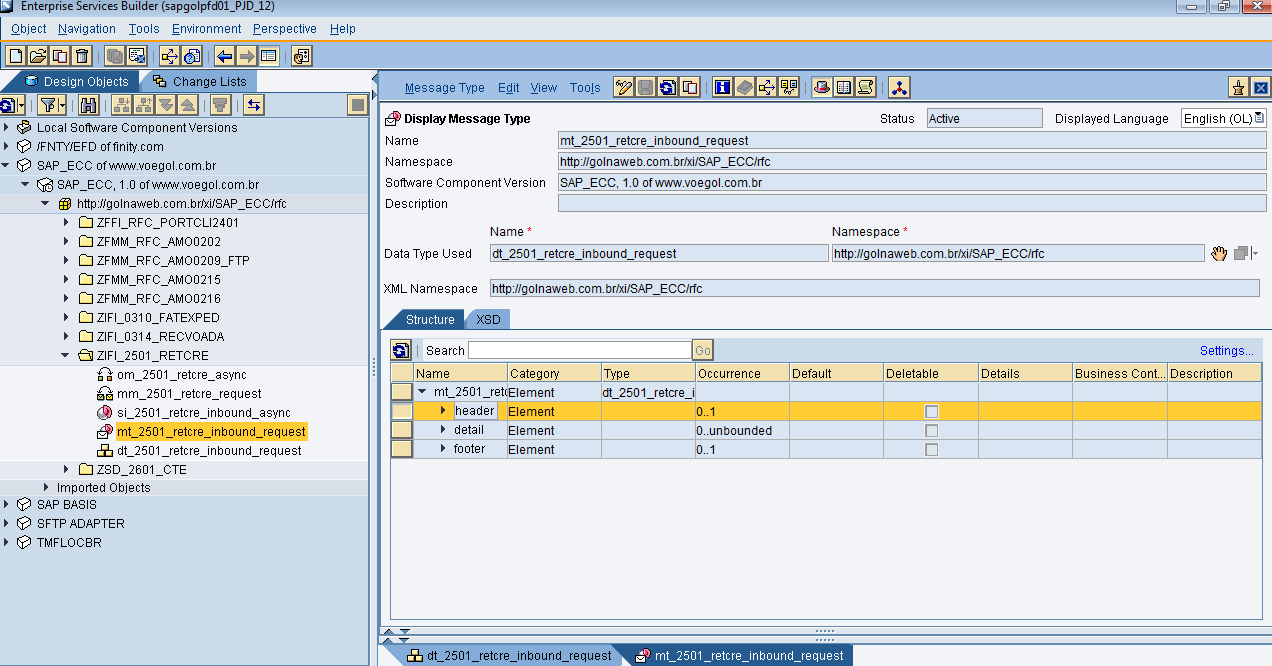 Enterprise Services Builder (sapgolpfd01_PJD_12)
Object Navigation Tools Environment Perspective Help
Design Objects Change Lists
Local Software Component Versions
/FNTY/EFD of finity.com
SAP_ECC of www.voegol.com.br
SAP_ECC, 1.0 of www.voegol.com.br
http://golnaweb.com.br/xi/SAP_ECC/rfc
ZFFI_RFC_PORTCLI2401
ZFMM_RFC_AMO0202
ZFMM_RFC_AMO0209_FTP
ZFMM_RFC_AMO0215
ZFMM_RFC_AMO0216
ZIFI_0310_FATEXPED
ZIFI_0314_RECVOADA
ZIFI_2501_RETCRE
om_2501_retcre_async
mm_2501_retcre_request
si_2501_retcre_inbound_async
mt_2501_retcre_inbound_request
dt_2501_retcre_inbound_request
ZSD_2601_CTE
Imported Objects
SAP BASIS
SFTP ADAPTER
TMFLOCBR
Message Type Edit View Tools
Display Message Type Status Active Displayed Language English (OL)
Name mt_2501_retcre_inbound_request
Namespace http://golnaweb.com.br/xi/SAP_ECC/rfc
Software Component Version SAP_ECC, 1.0 of www.voegol.com.br
Description
Name * Namespace *
Data Type Used dt_2501_retcre_inbound_request http://golnaweb.com.br/xi/SAP_ECC/rfc
XML Namespace http://golnaweb.com.br/xi/SAP_ECC/rfc
Structure XSD
Search Go Settings...
Name Category Type Occurrence Default Deletable Details Business Cont... Description
mt_2501_retc Element dt_2501_retcre_i
header Element 0..1
detail Element 0..unbounded
footer Element 0..1
dt_2501_retcre_inbound_request mt_2501_retcre_inbound_request